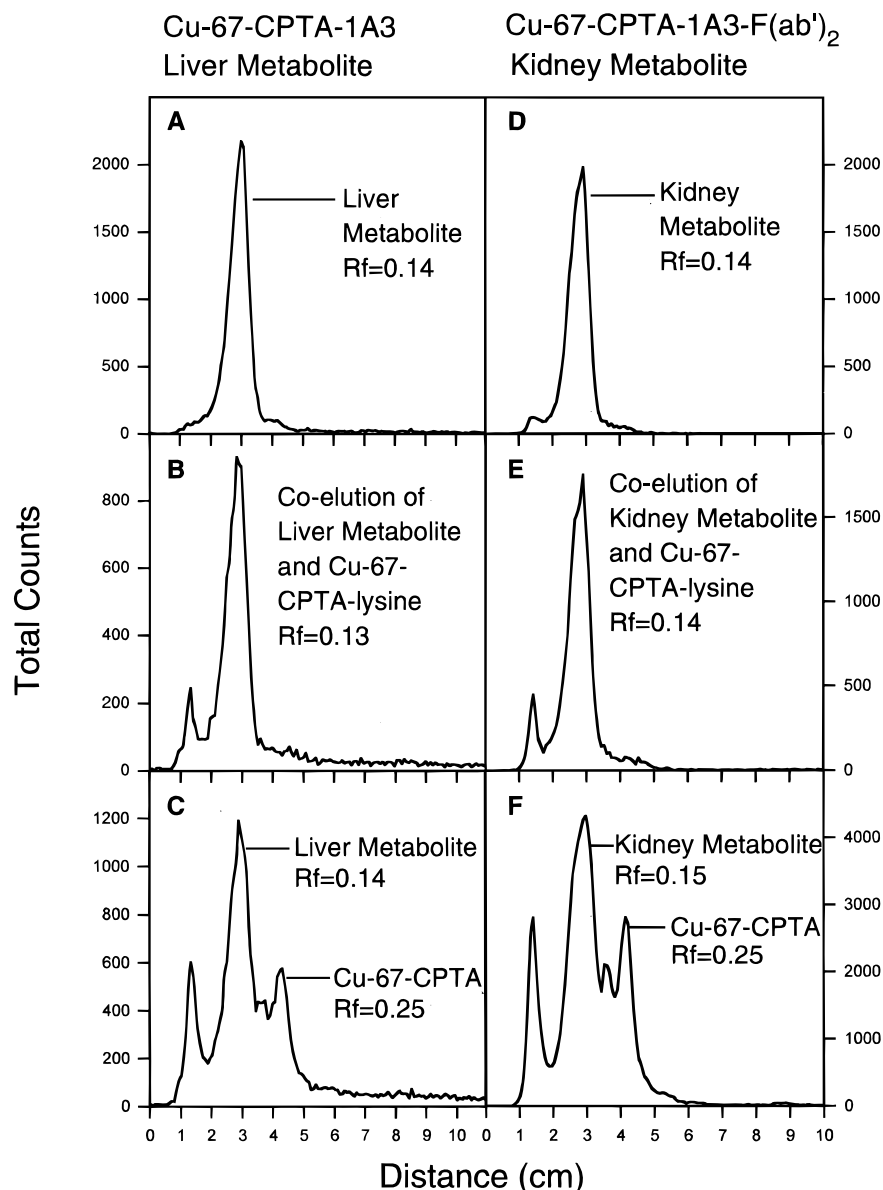 Cu-67-CPTA-1A3
Liver Metabolite
Cu-67-CPTA-1A3-F(ab')2
Kidney Metabolite
Total Counts
A
2000
1500
1000
500
0
Liver
Metabolite
Rf=0.14
D
2000
1500
1000
500
0
Kidney
Metabolite
Rf=0.14
B
800
600
400
200
0
Co-elution of
Liver Metabolite
and Cu-67-
CPTA-lysine
Rf=0.13
E
1500
1000
500
0
Co-elution of
Kidney Metabolite
and Cu-67-
CPTA-lysine
Rf=0.14
C
1200
1000
800
600
400
200
0
Liver Metabolite
Rf=0.14
Cu-67-CPTA
Rf=0.25
F
4000
3000
2000
1000
0
Kidney Metabolite
Rf=0.15
Cu-67-CPTA
Rf=0.25
0 1 2 3 4 5 6 7 8 9 10 0 1 2 3 4 5 6 7 8 9 10
Distance (cm)